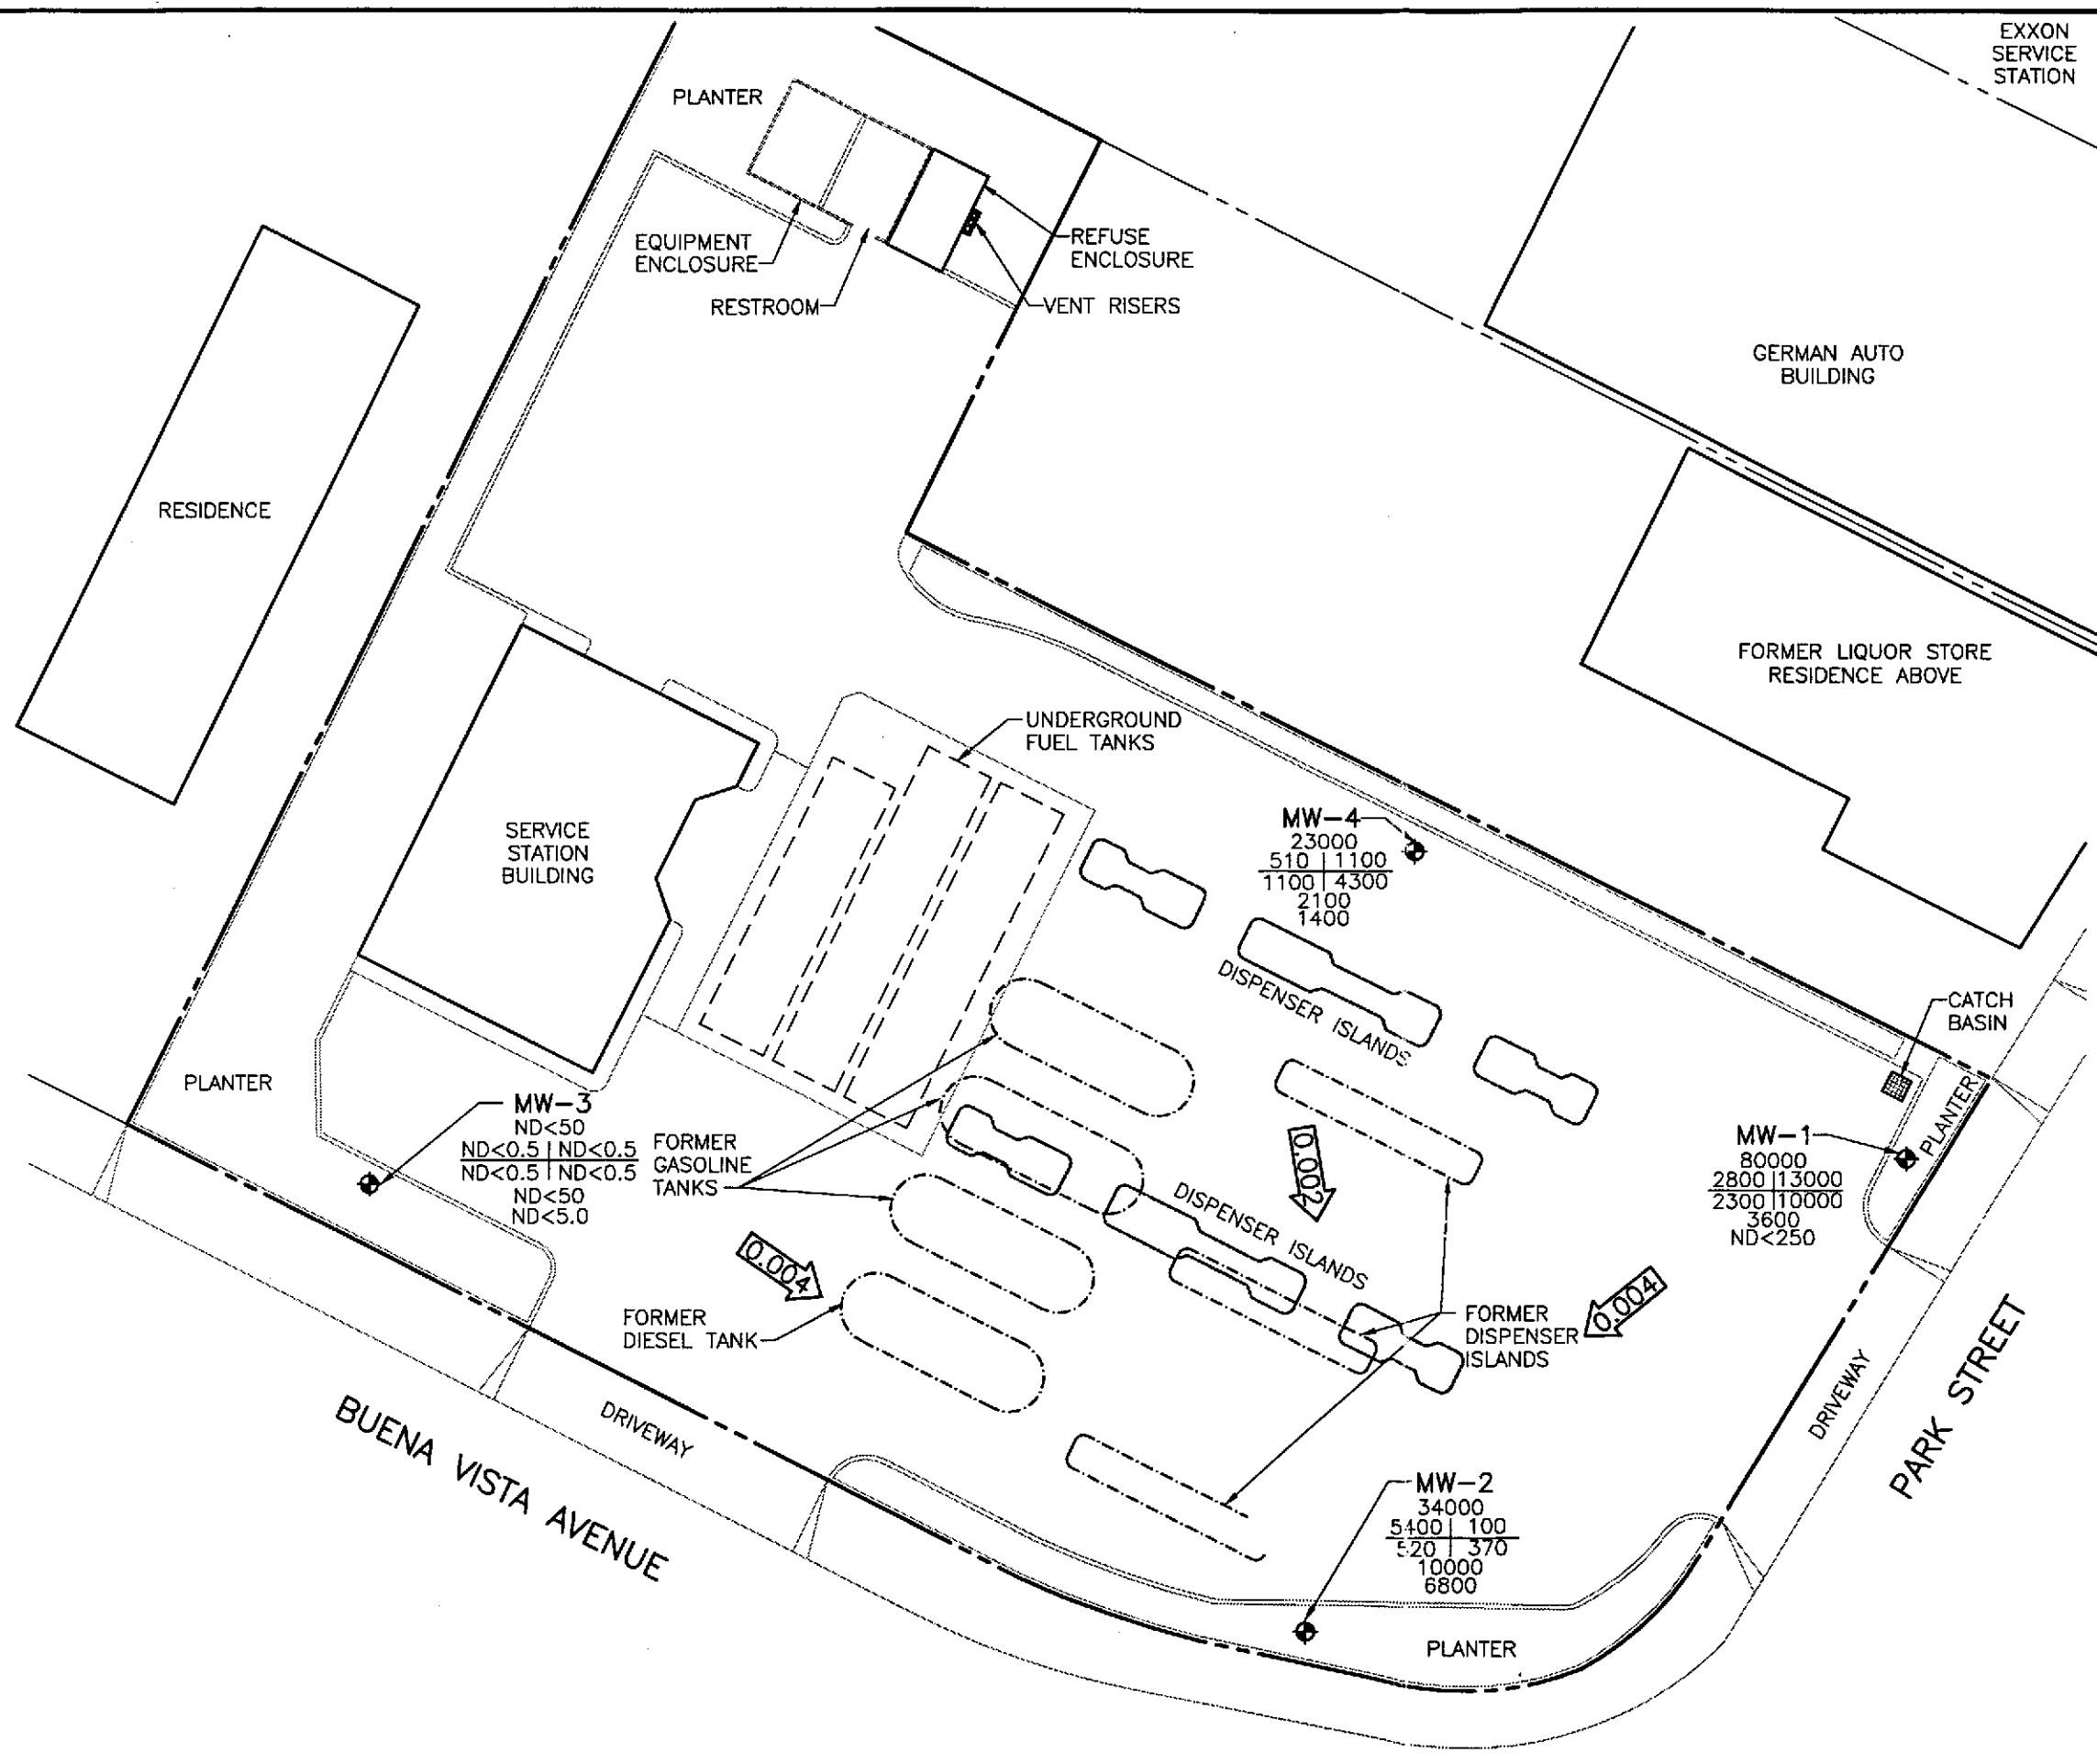 EXXON
SERVICE
STATION
PLANTER
EQUIPMENT
ENCLOSURE
REFUSE
ENCLOSURE
RESTROOM
VENT RISERS
GERMAN AUTO
BUILDING
RESIDENCE
FORMER LIQUOR STORE
RESIDENCE ABOVE
UNDERGROUND
FUEL TANKS
SERVICE
STATION
BUILDING
MW-4
23000
510 | 1100
1100 | 4300
2100
1400
DISPENSER ISLANDS
CATCH
BASIN
PLANTER
PLANTER
MW-3
ND<50
ND<0.5 | ND<0.5
ND<0.5 | ND<0.5
ND<50
ND<5.0
FORMER
GASOLINE
TANKS
0.002
MW-1
80000
2800 | 13000
2300 | 10000
3600
ND<250
DISPENSER ISLANDS
0.004
0.004
FORMER
DIESEL TANK
FORMER
DISPENSER
ISLANDS
DRIVEWAY
PARK STREET
BUENA VISTA AVENUE
DRIVEWAY
MW-2
34000
5400 | 100
520 | 370
10000
6800
PLANTER